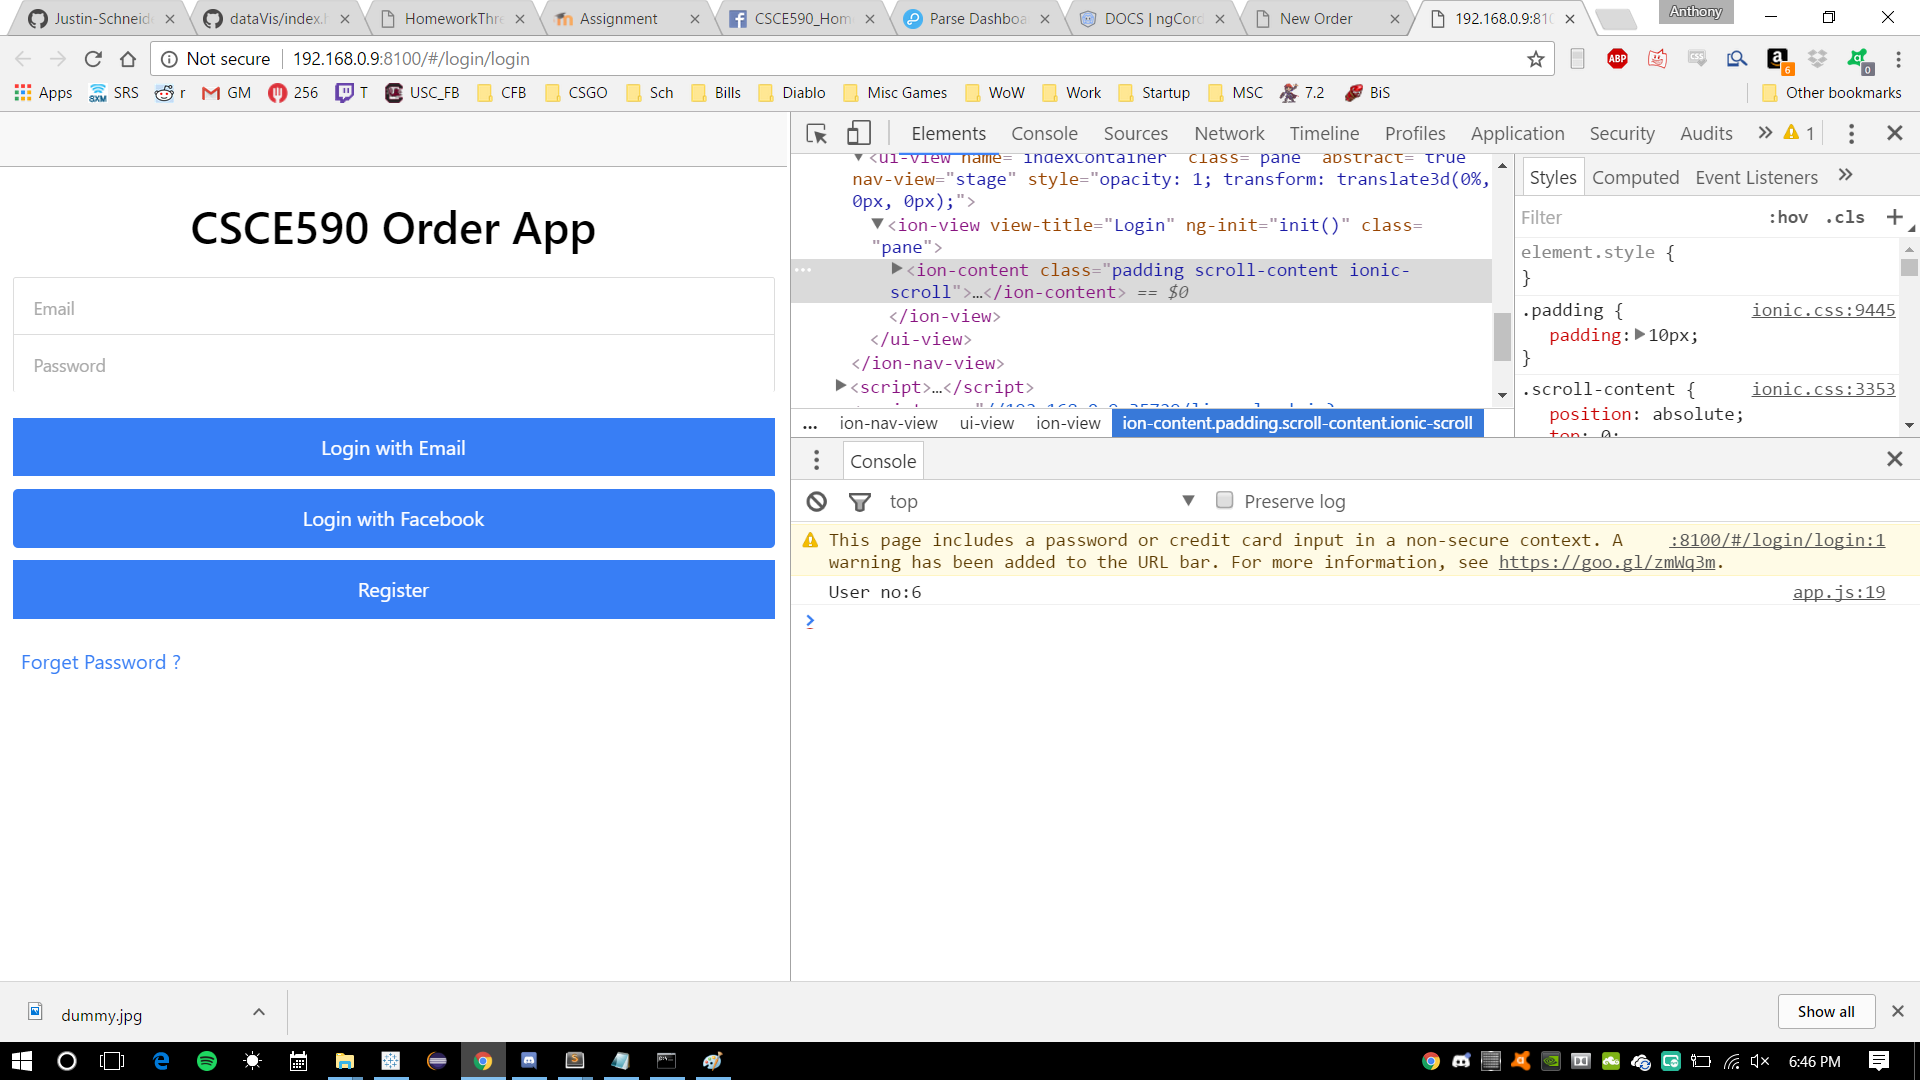 Justin-Schneide
dataVis/index.h
HomeworkThre
Assignment
CSCE590_Hom
Parse Dashboa
DOCS | ngCord
New Order
192.168.0.9:810
Anthony
Not secure
192.168.0.9:8100/#/login/login
Apps
SRS
r
GM
256
T
USC_FB
CFB
CSGO
Sch
Bills
Diablo
Misc Games
WoW
Work
Startup
MSC
7.2
BiS
Other bookmarks
CSCE590 Order App
Email
Password
Login with Email
Login with Facebook
Register
Forget Password ?
Elements
Console
Sources
Network
Timeline
Profiles
Application
Security
Audits
1
<ui-view name="indexContainer" class="pane" abstract="true"
nav-view="stage" style="opacity: 1; transform: translate3d(0%,
0px, 0px);">
<ion-view view-title="Login" ng-init="init()" class=
"pane">
<ion-content class="padding scroll-content ionic-
scroll">…</ion-content> == $0
</ion-view>
</ui-view>
</ion-nav-view>
<script>…</script>
...
ion-nav-view
ui-view
ion-view
ion-content.padding.scroll-content.ionic-scroll
Styles
Computed
Event Listeners
Filter
:hov
.cls
element.style {
}
.padding {
ionic.css:9445
padding: 10px;
}
.scroll-content {
ionic.css:3353
position: absolute;
top: 0;
Console
top
Preserve log
This page includes a password or credit card input in a non-secure context. A
:8100/#/login/login:1
warning has been added to the URL bar. For more information, see https://goo.gl/zmWq3m.
User no:6
app.js:19
dummy.jpg
Show all
6:46 PM